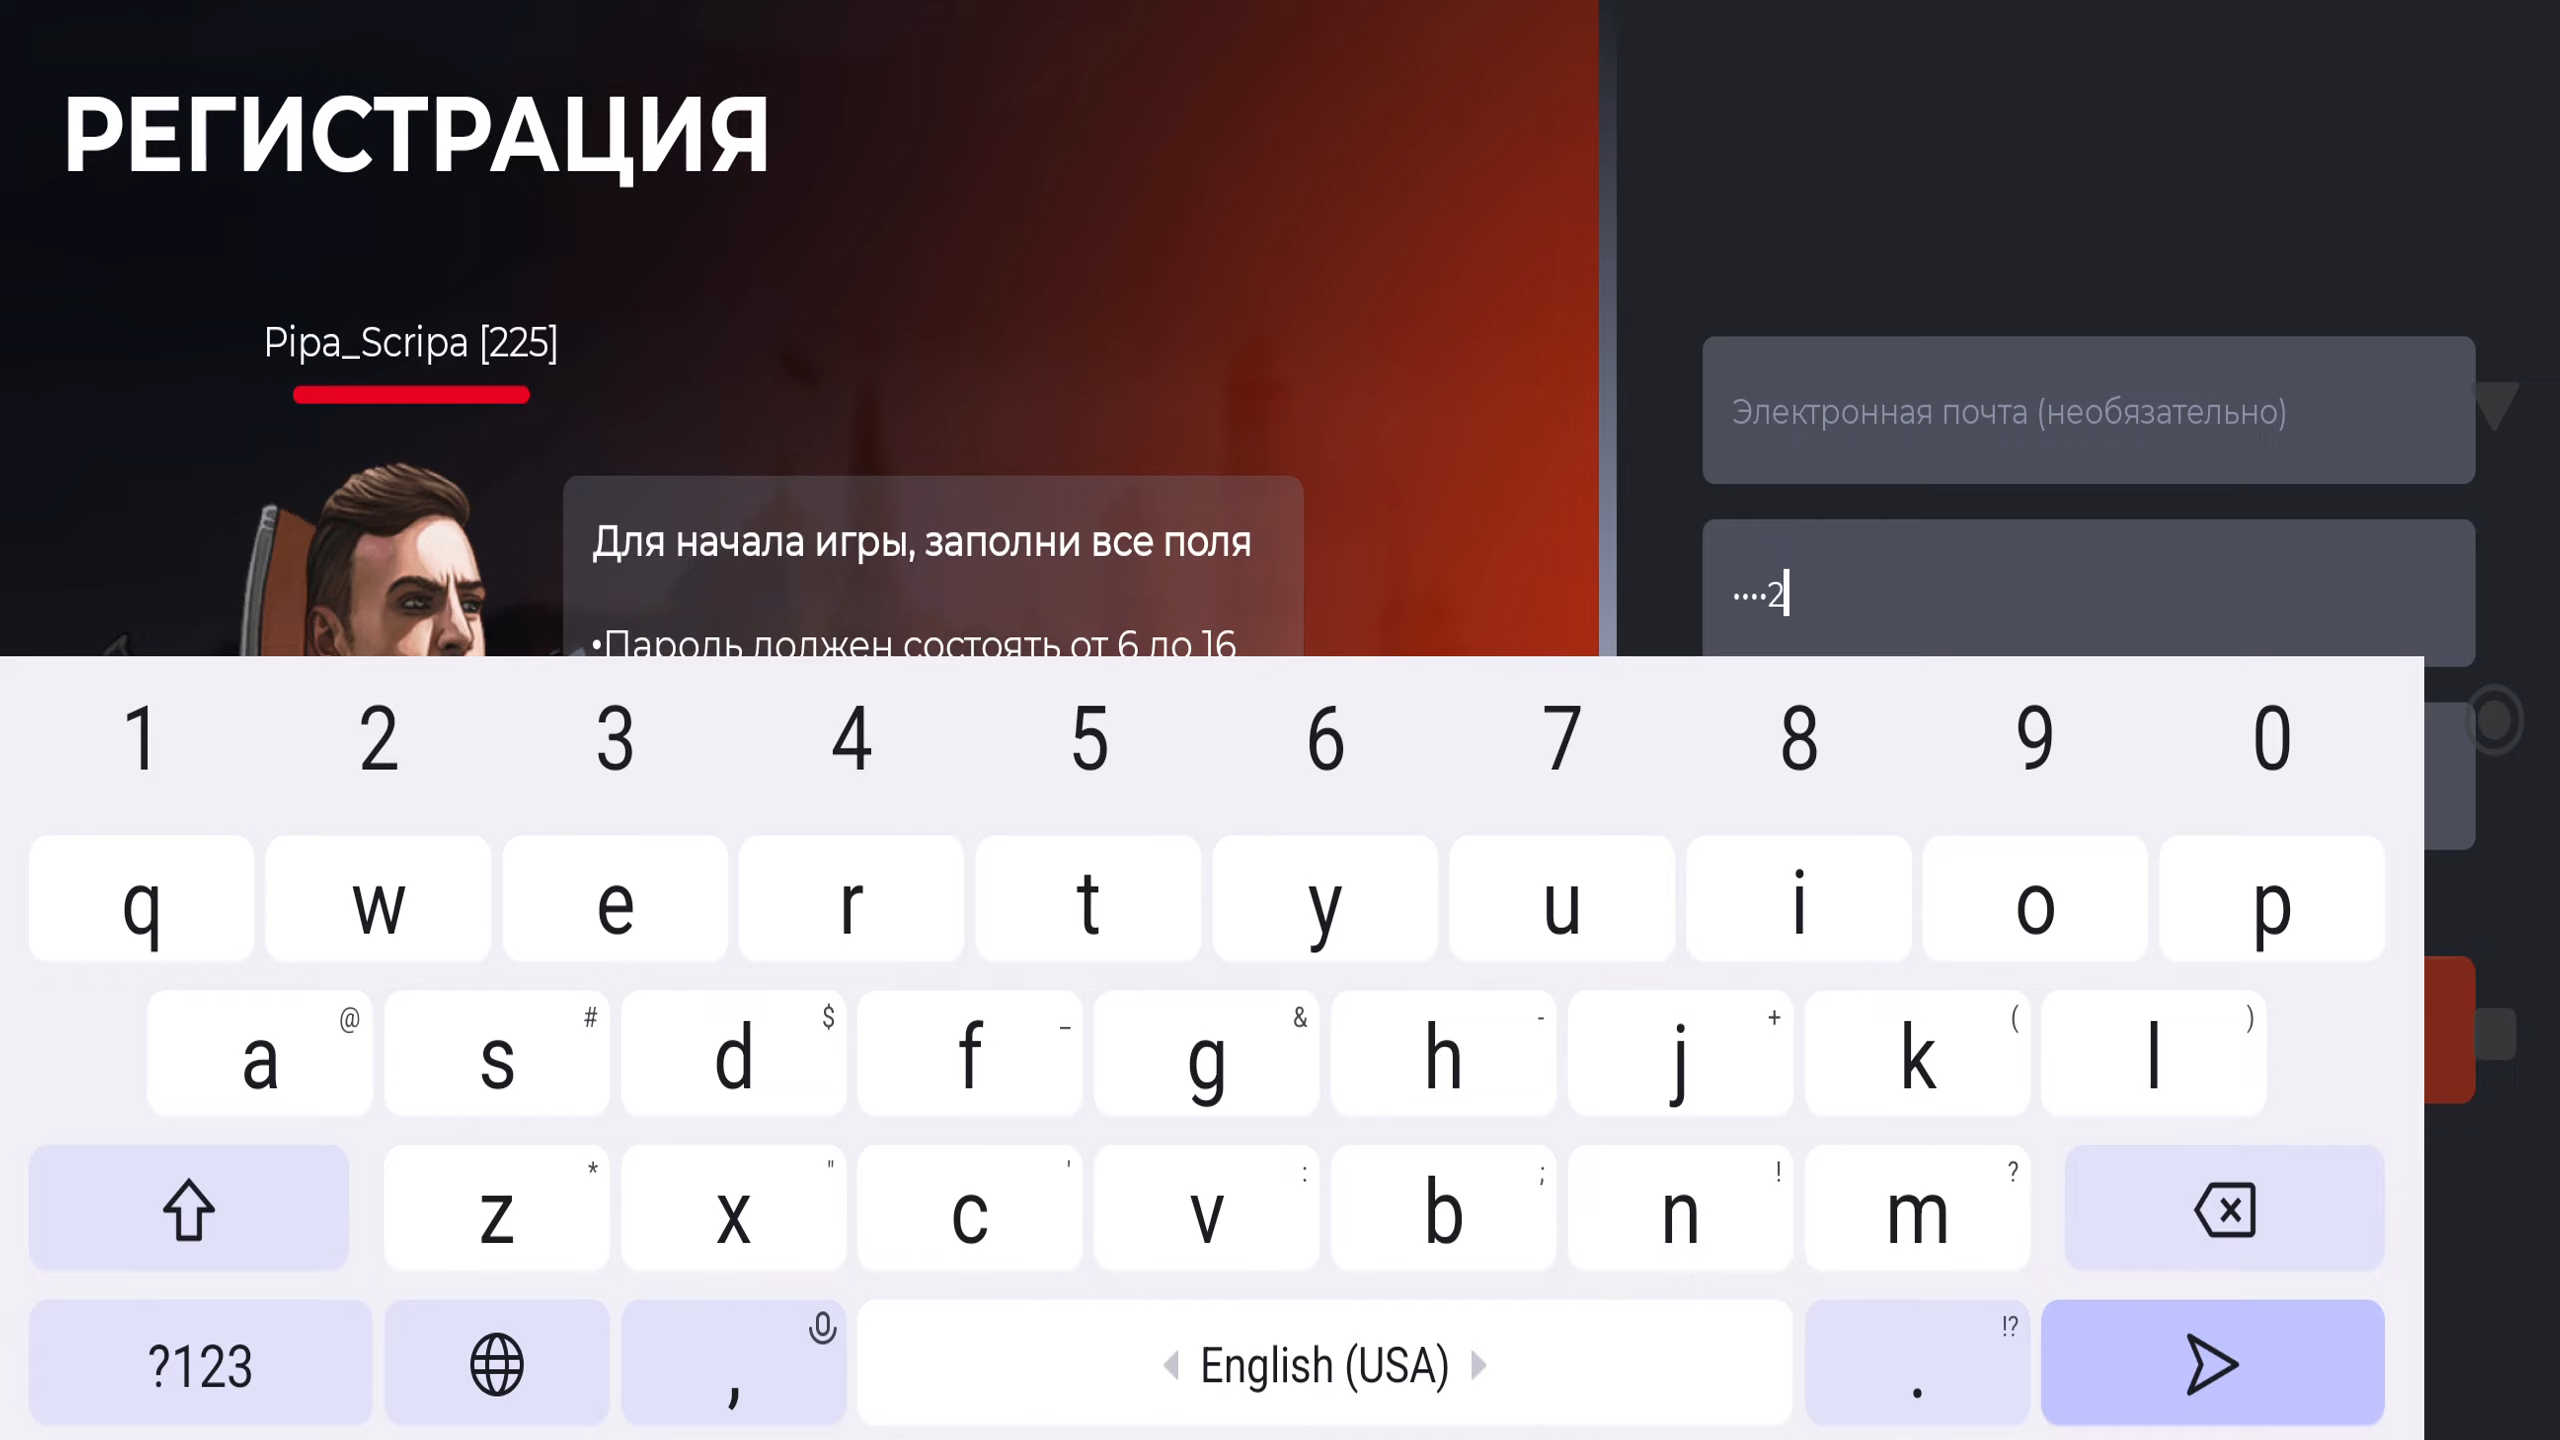 РЕГИСТРАЦИЯ
Pipa_Scripa [225]
Для начала игры, заполни все поля
•Пароль должен состоять от 6 до 16
Электронная почта (необязательно)
····2
1 2 3 4 5 6 7 8 9 0
q w e r t y u i o p
a @ s # d $ f _ g & h - j + k ( l )
z * x " c ' v : b ; n ! m ?
?123 , English (USA) . !?